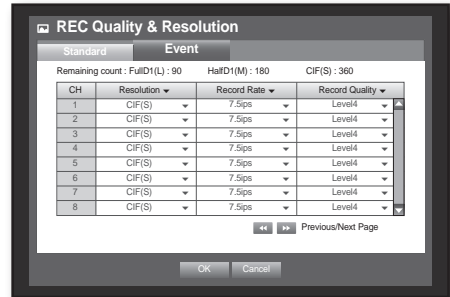 REC Quality & Resolution
Standard Event
Remaining count : FullD1(L) : 90 HalfD1(M) : 180 CIF(S) : 360
CH Resolution Record Rate Record Quality
1 CIF(S) 7.5ips Level4
2 CIF(S) 7.5ips Level4
3 CIF(S) 7.5ips Level4
4 CIF(S) 7.5ips Level4
5 CIF(S) 7.5ips Level4
6 CIF(S) 7.5ips Level4
7 CIF(S) 7.5ips Level4
8 CIF(S) 7.5ips Level4
Previous/Next Page
OK Cancel